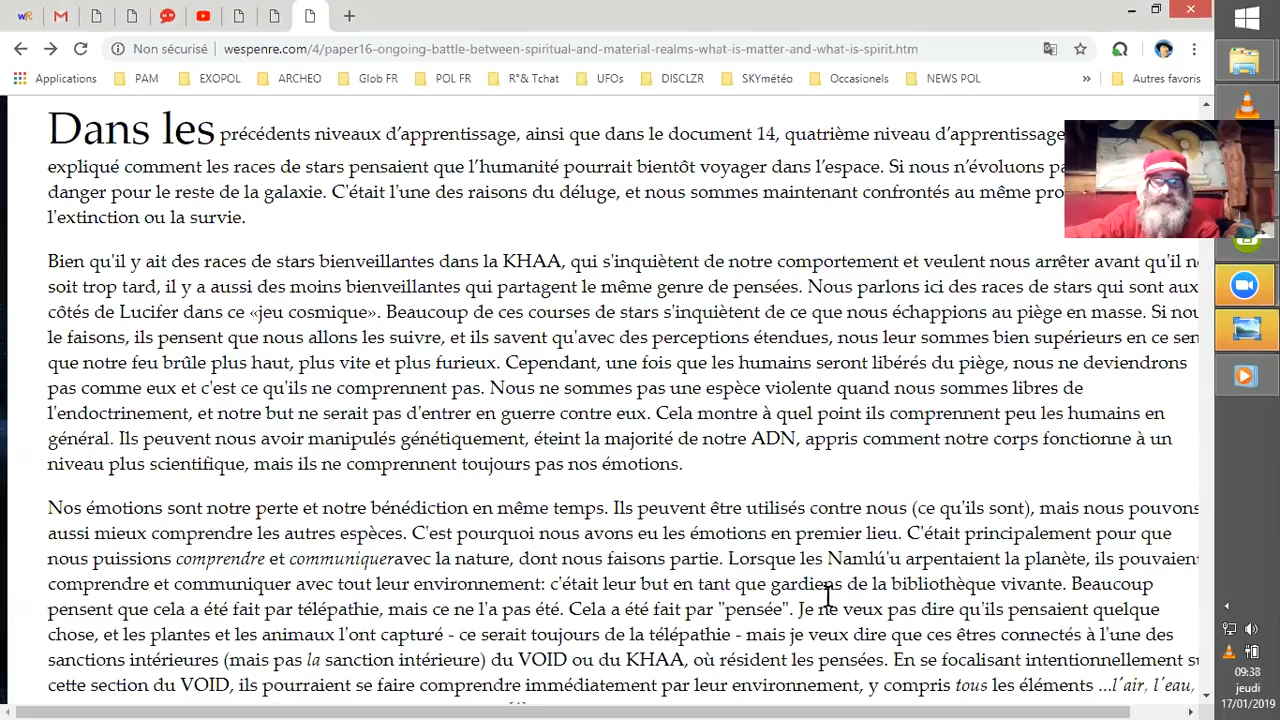 Non sécurisé
wespenre.com/4/paper16-ongoing-battle-between-spiritual-and-material-realms-what-is-matter-and-what-is-spirit.htm
Applications PAM EXOPOL ARCHEO Glob FR POL FR R°& Tchat UFOs DISCLZR SKYmétéo Occasionels NEWS POL » Autres favoris
Dans les précédents niveaux d’apprentissage, ainsi que dans le document 14, quatrième niveau d’apprentissage
expliqué comment les races de stars pensaient que l’humanité pourrait bientôt voyager dans l’espace. Si nous n’évoluons
danger pour le reste de la galaxie. C'était l'une des raisons du déluge, et nous sommes maintenant confrontés au même
l'extinction ou la survie.
Bien qu'il y ait des races de stars bienveillantes dans la KHAA, qui s'inquiètent de notre comportement et veulent nous arrêter avant qu'il
soit trop tard, il y a aussi des moins bienveillantes qui partagent le même genre de pensées. Nous parlons ici des races de stars qui sont aux
côtés de Lucifer dans ce «jeu cosmique». Beaucoup de ces courses de stars s'inquiètent de ce que nous échappions au piège en masse. Si
le faisons, ils pensent que nous allons les suivre, et ils savent qu'avec des perceptions étendues, nous leur sommes bien supérieurs en ce
que notre feu brûle plus haut, plus vite et plus furieux. Cependant, une fois que les humains seront libérés du piège, nous ne deviendrons
pas comme eux et c'est ce qu'ils ne comprennent pas. Nous ne sommes pas une espèce violente quand nous sommes libres de
l'endoctrinement, et notre but ne serait pas d'entrer en guerre contre eux. Cela montre à quel point ils comprennent peu les humains en
général. Ils peuvent nous avoir manipulés génétiquement, éteint la majorité de notre ADN, appris comment notre corps fonctionne à un
niveau plus scientifique, mais ils ne comprennent toujours pas nos émotions.
Nos émotions sont notre perte et notre bénédiction en même temps. Ils peuvent être utilisés contre nous (ce qu'ils sont), mais nous pouvons
aussi mieux comprendre les autres espèces. C'est pourquoi nous avons eu les émotions en premier lieu. C'était principalement pour que
nous puissions comprendre et communiqueravec la nature, dont nous faisons partie. Lorsque les Namlú'u arpentaient la planète, ils pouvaient
comprendre et communiquer avec tout leur environnement: c'était leur but en tant que gardiens de la bibliothèque vivante. Beaucoup
pensent que cela a été fait par télépathie, mais ce ne l'a pas été. Cela a été fait par "pensée". Je ne veux pas dire qu'ils pensaient quelque
chose, et les plantes et les animaux l'ont capturé - ce serait toujours de la télépathie - mais je veux dire que ces êtres connectés à l'une des
sanctions intérieures (mais pas la sanction intérieure) du VOID ou du KHAA, où résident les pensées. En se focalisant intentionnellement
cette section du VOID, ils pourraient se faire comprendre immédiatement par leur environnement, y compris tous les éléments ...l'air, l'eau,
09:38
jeudi
17/01/2019